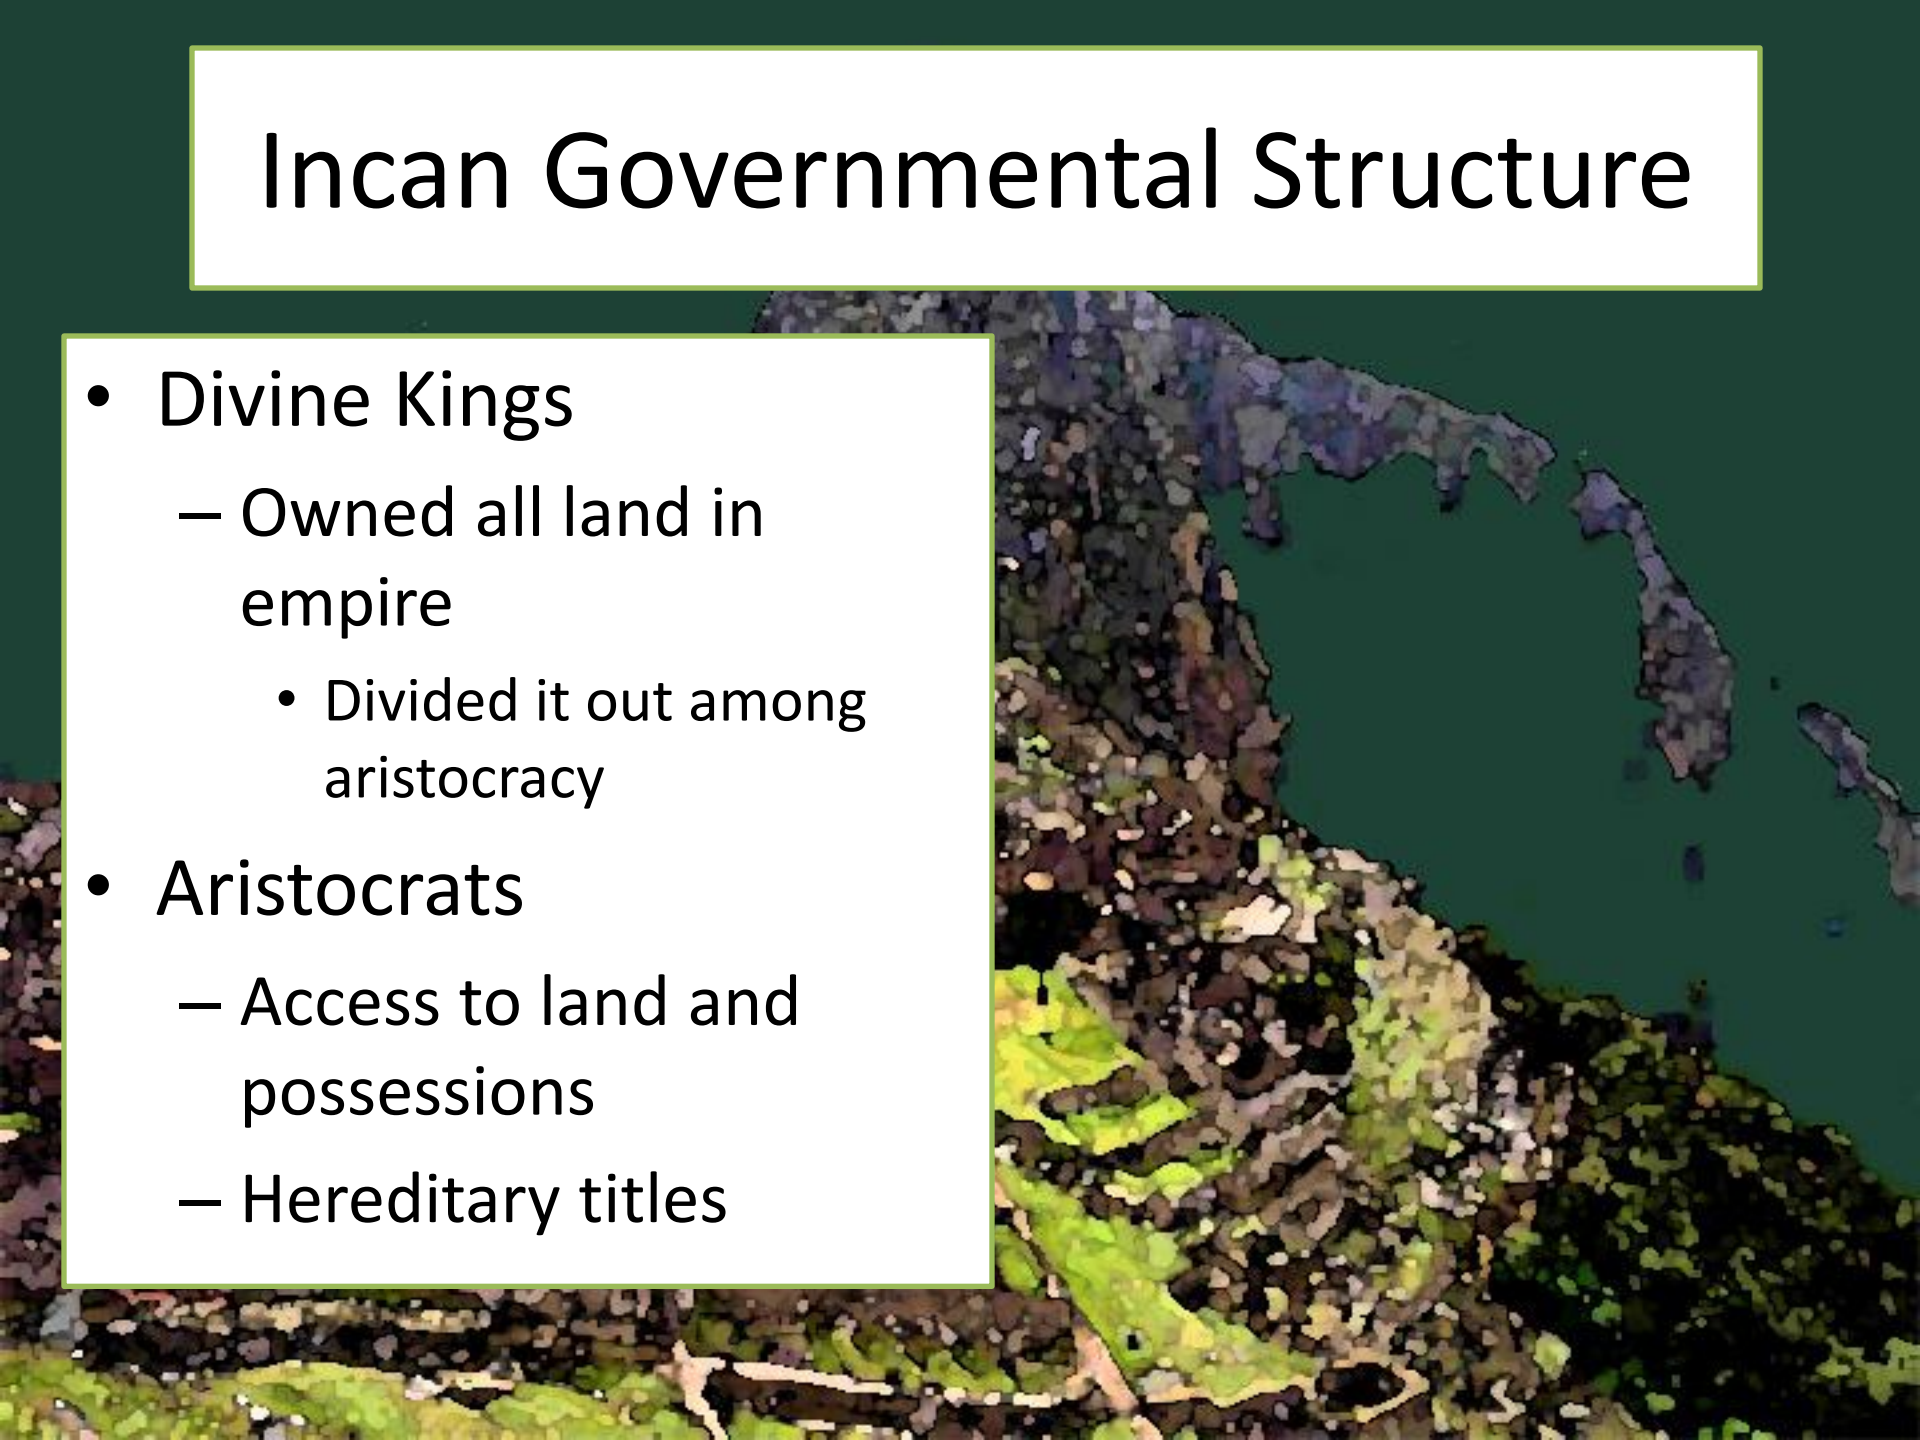 Incan Governmental Structure
• Divine Kings
– Owned all land in
empire
• Divided it out among
aristocracy
• Aristocrats
– Access to land and
possessions
– Hereditary titles